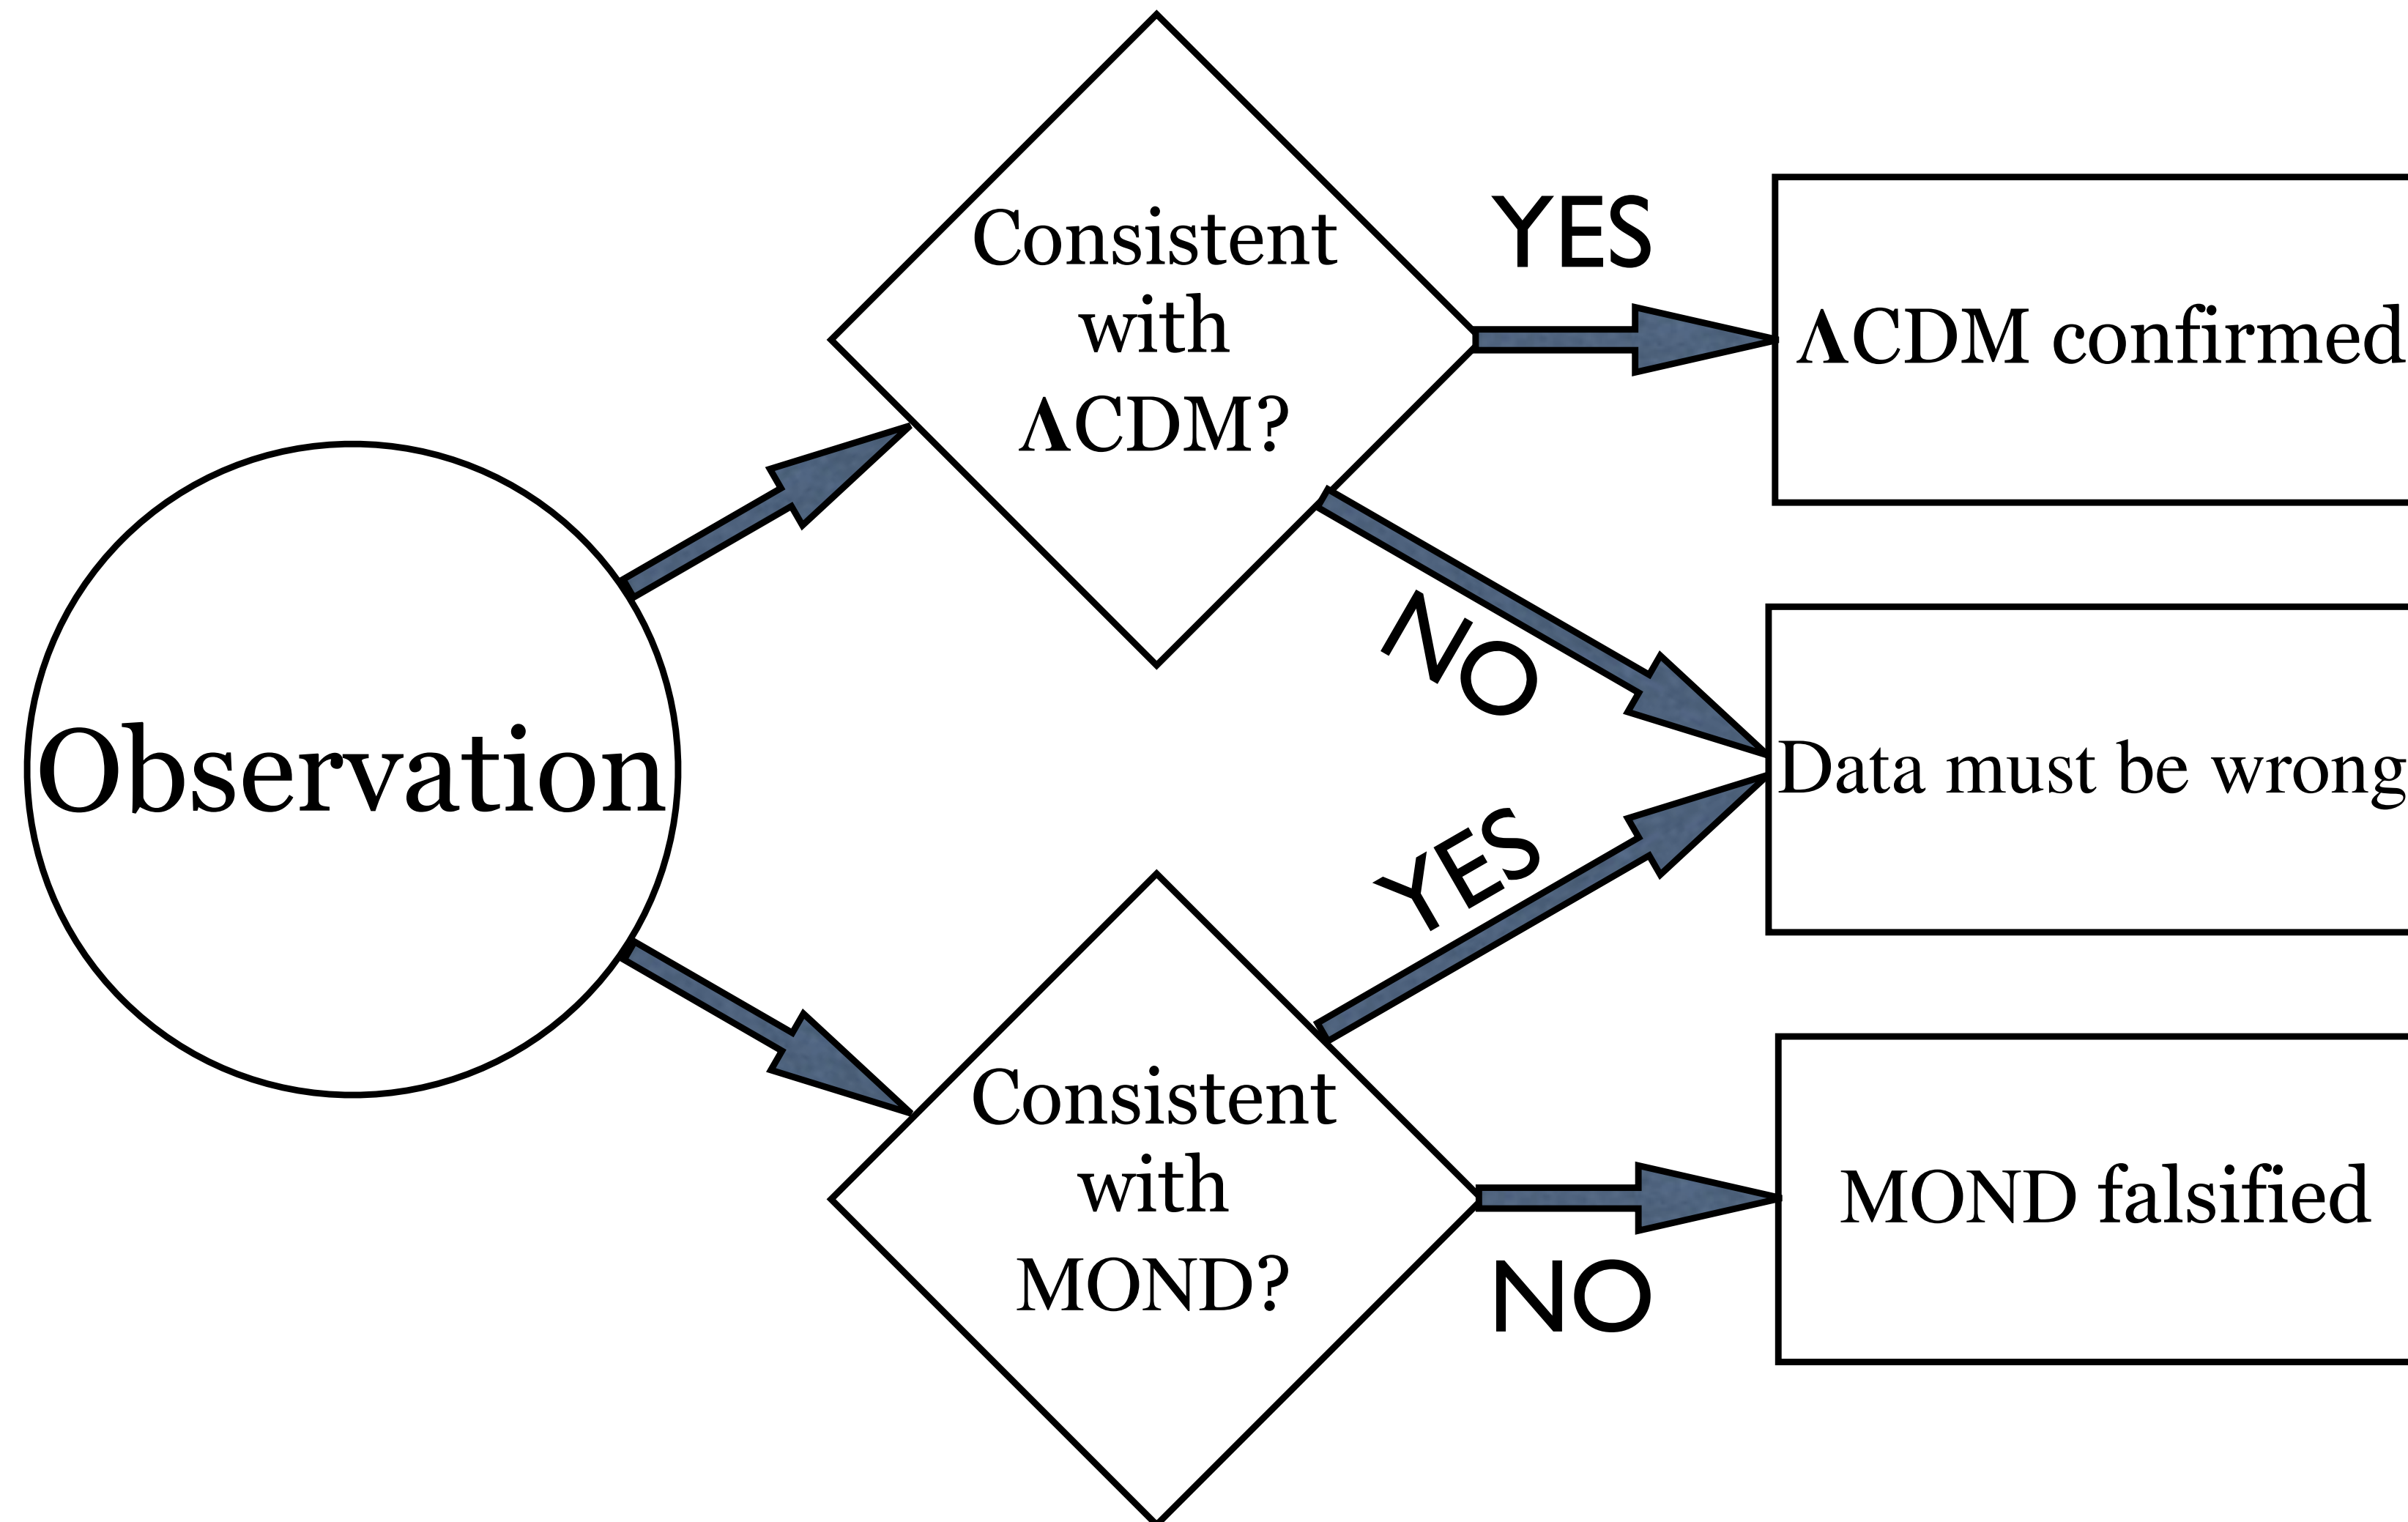 Observation
Consistent
with
ΛCDM?
YES
ΛCDM confirmed
NO
Data must be wrong
YES
Consistent
with
MOND?
NO
MOND falsified